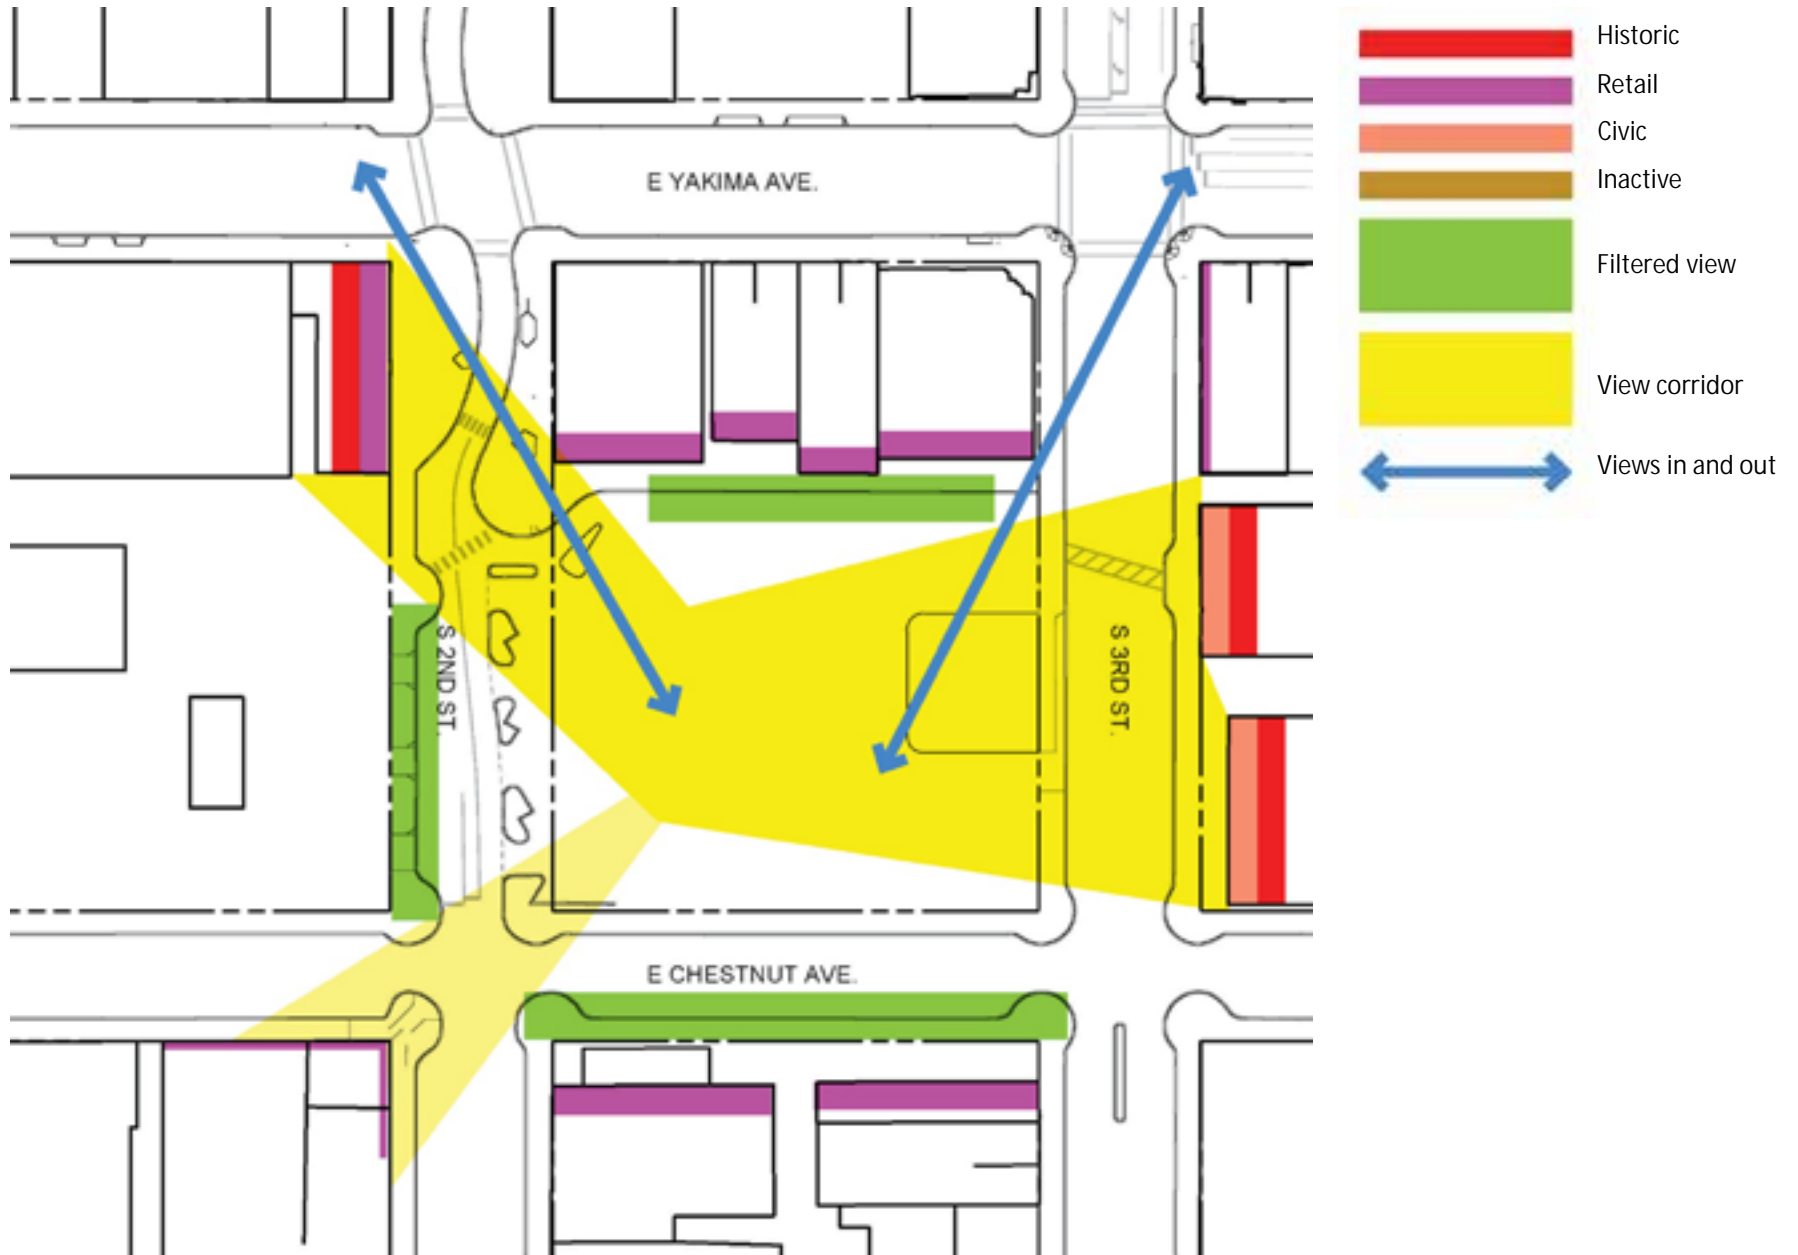 Historic
Retail
Civic
Inactive
Filtered view
View corridor
Views in and out
E YAKIMA AVE.
S 2ND ST.
S 3RD ST.
E CHESTNUT AVE.